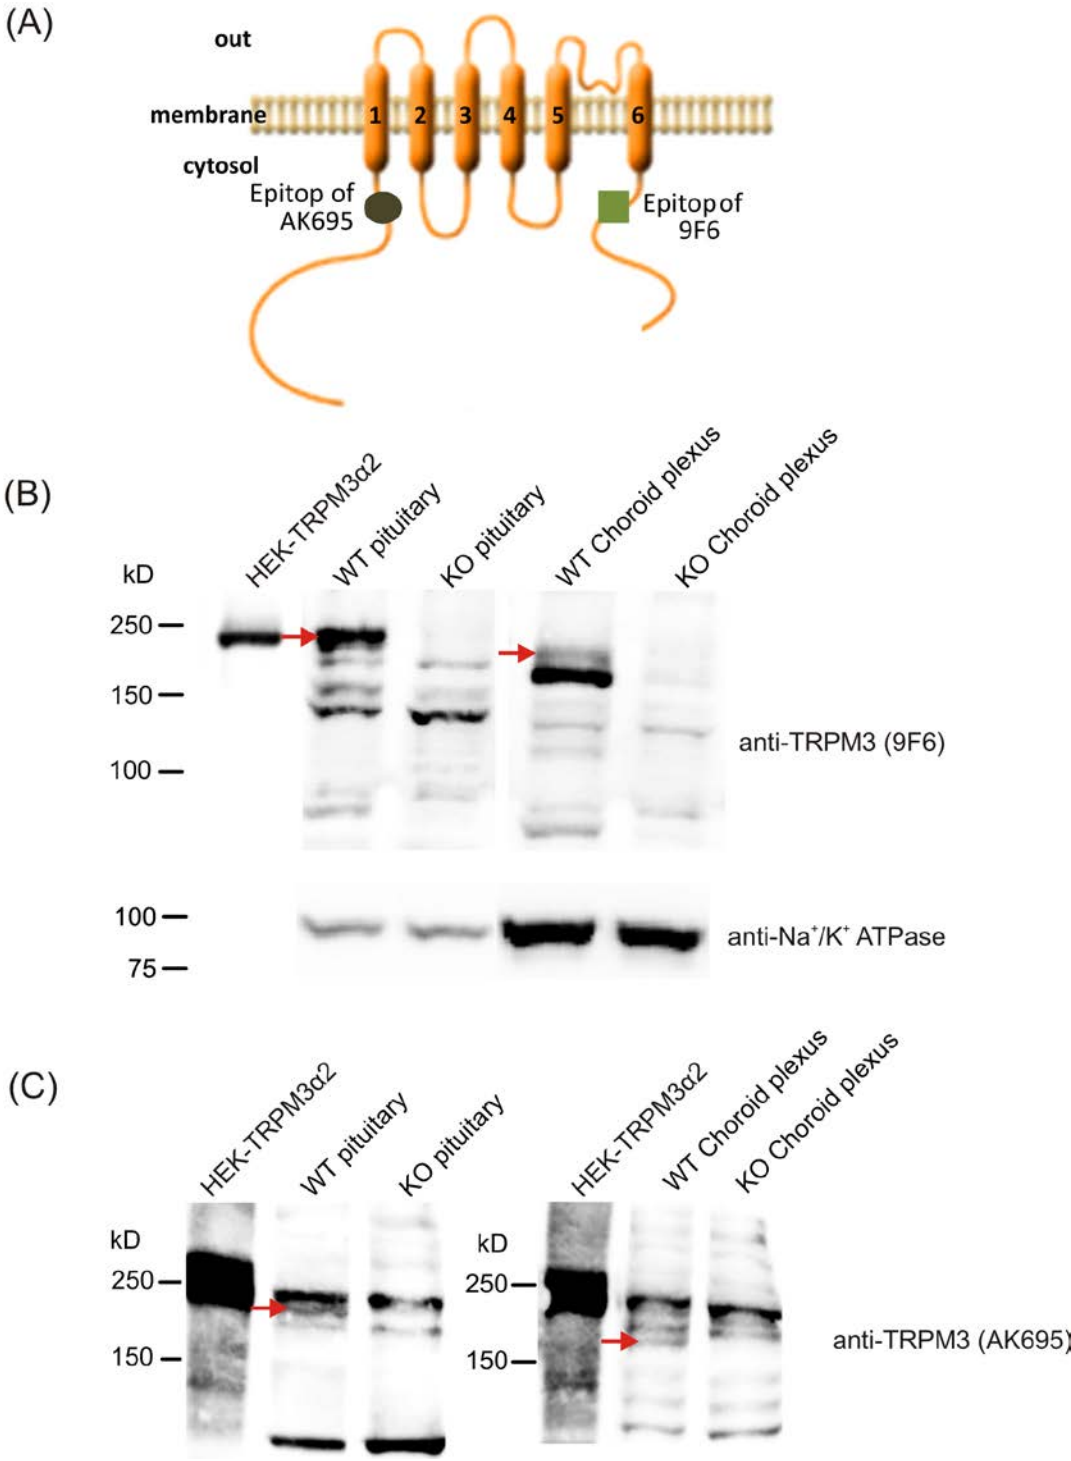 (A)
out
membrane
cytosol
1 2 3 4 5 6
Epitop of
AK695
Epitop of
9F6
(B)
HEK-TRPM3α2
WT pituitary
KO pituitary
WT Choroid plexus
KO Choroid plexus
kD
250
150
100
anti-TRPM3 (9F6)
100
75
anti-Na⁺/K⁺ ATPase
(C)
HEK-TRPM3α2
WT pituitary
KO pituitary
HEK-TRPM3α2
WT Choroid plexus
KO Choroid plexus
kD
250
150
kD
250
150
anti-TRPM3 (AK695)